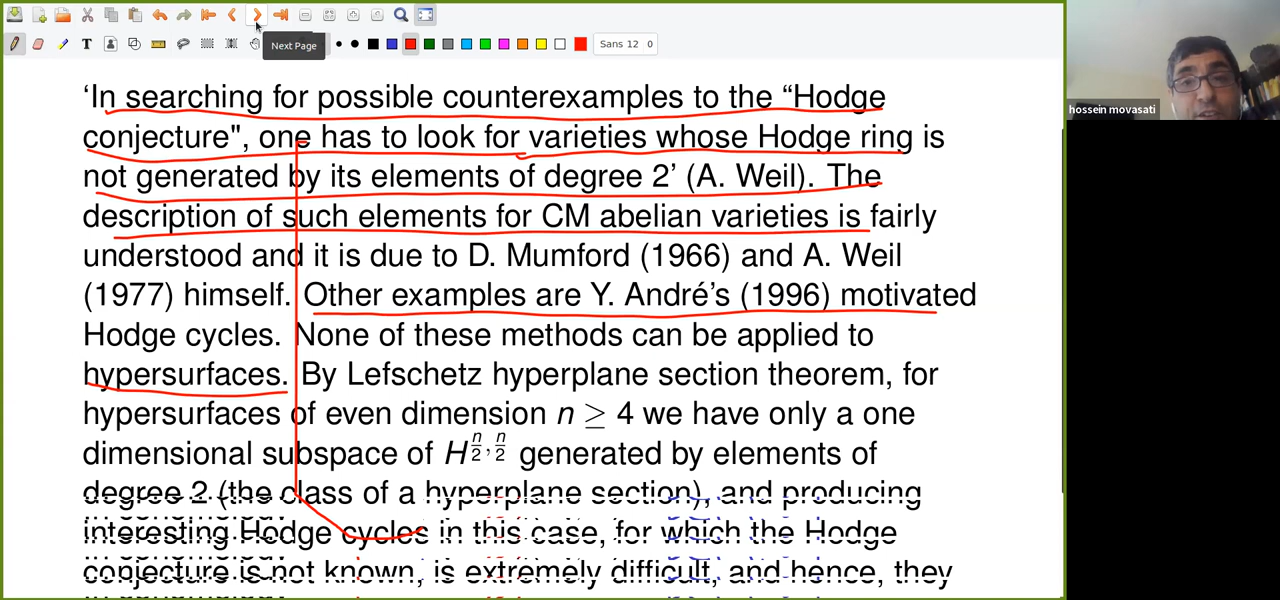 Sans 12 0
Next Page
hossein movasati
‘In searching for possible counterexamples to the “Hodge
conjecture", one has to look for varieties whose Hodge ring is
not generated by its elements of degree 2’ (A. Weil). The
description of such elements for CM abelian varieties is fairly
understood and it is due to D. Mumford (1966) and A. Weil
(1977) himself. Other examples are Y. André’s (1996) motivated
Hodge cycles. None of these methods can be applied to
hypersurfaces. By Lefschetz hyperplane section theorem, for
hypersurfaces of even dimension n ≥ 4 we have only a one
dimensional subspace of H^{n/2, n/2} generated by elements of
degree 2 (the class of a hyperplane section), and producing
interesting Hodge cycles in this case, for which the Hodge
conjecture is not known, is extremely difficult, and hence, they